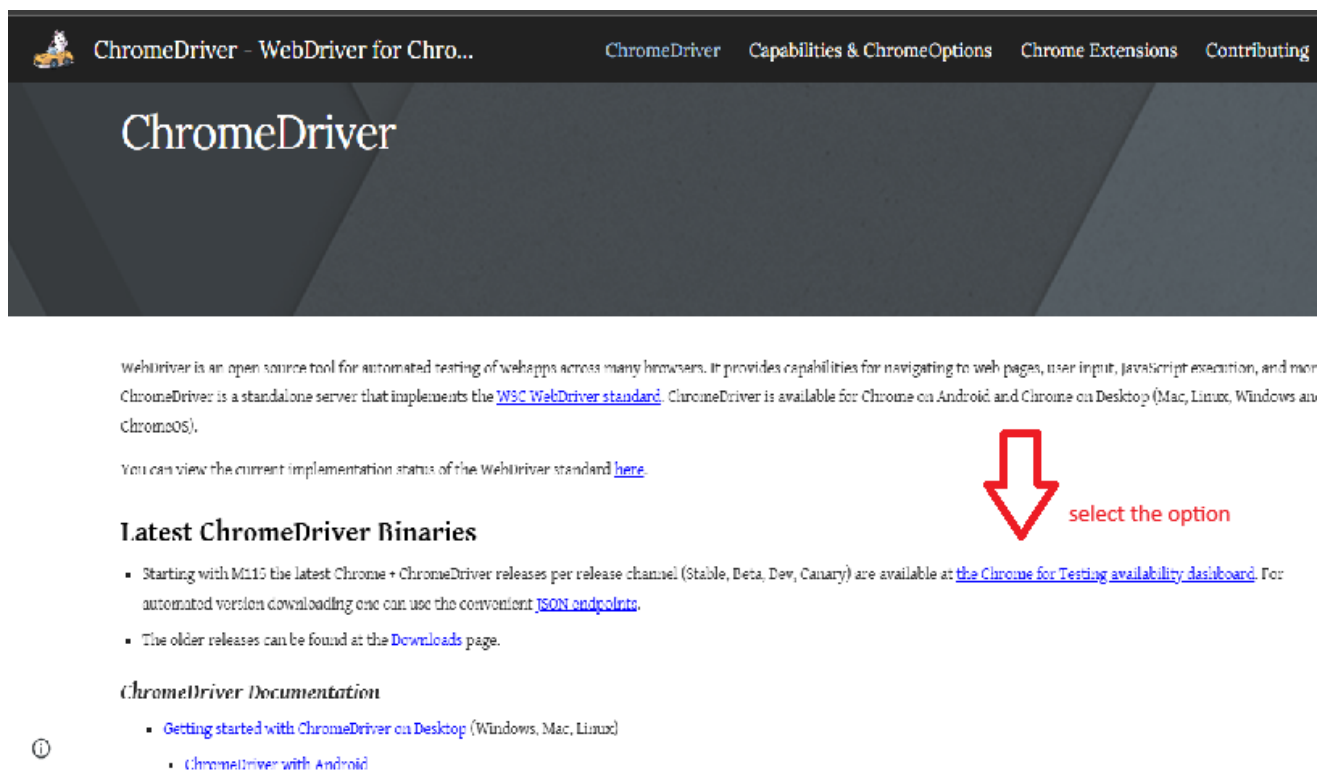 ChromeDriver - WebDriver for Chro...
ChromeDriver Capabilities & ChromeOptions Chrome Extensions Contributing
ChromeDriver
WebDriver is an open source tool for automated testing of webapps across many browsers. It provides capabilities for navigating to web pages, user input, JavaScript execution, and mor
ChromeDriver is a standalone server that implements the W3C WebDriver standard. ChromeDriver is available for Chrome on Android and Chrome on Desktop (Mac, Linux, Windows and
ChromeOS).
You can view the current implementation status of the WebDriver standard here.
select the option
Latest ChromeDriver Binaries
▪ Starting with M115 the latest Chrome + ChromeDriver releases per release channel (Stable, Beta, Dev, Canary) are available at the Chrome for Testing availability dashboard. For
automated version downloading one can use the convenient JSON endpoints.
▪ The older releases can be found at the Downloads page.
ChromeDriver Documentation
▪ Getting started with ChromeDriver on Desktop (Windows, Mac, Linux)
▪ ChromeDriver with Android